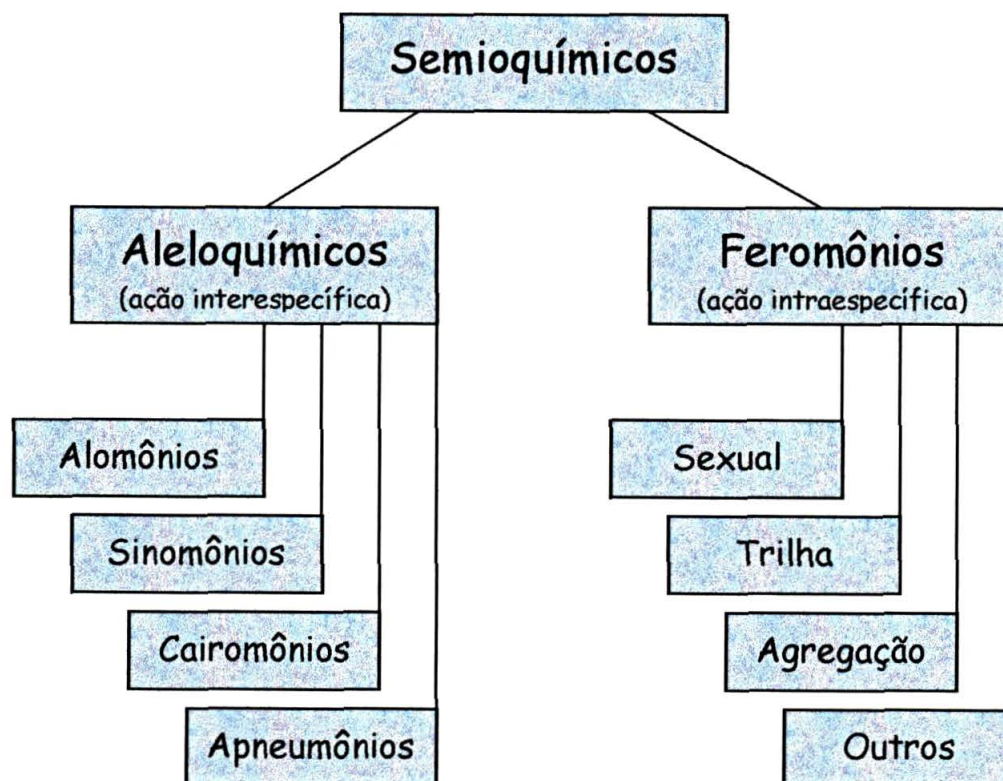 Semioquímicos
Aleloquímicos
(ação interespecífica)
Alomônios
Sinomônios
Cairomônios
Apneumônios
Feromônios
(ação intraespecífica)
Sexual
Trilha
Agregação
Outros